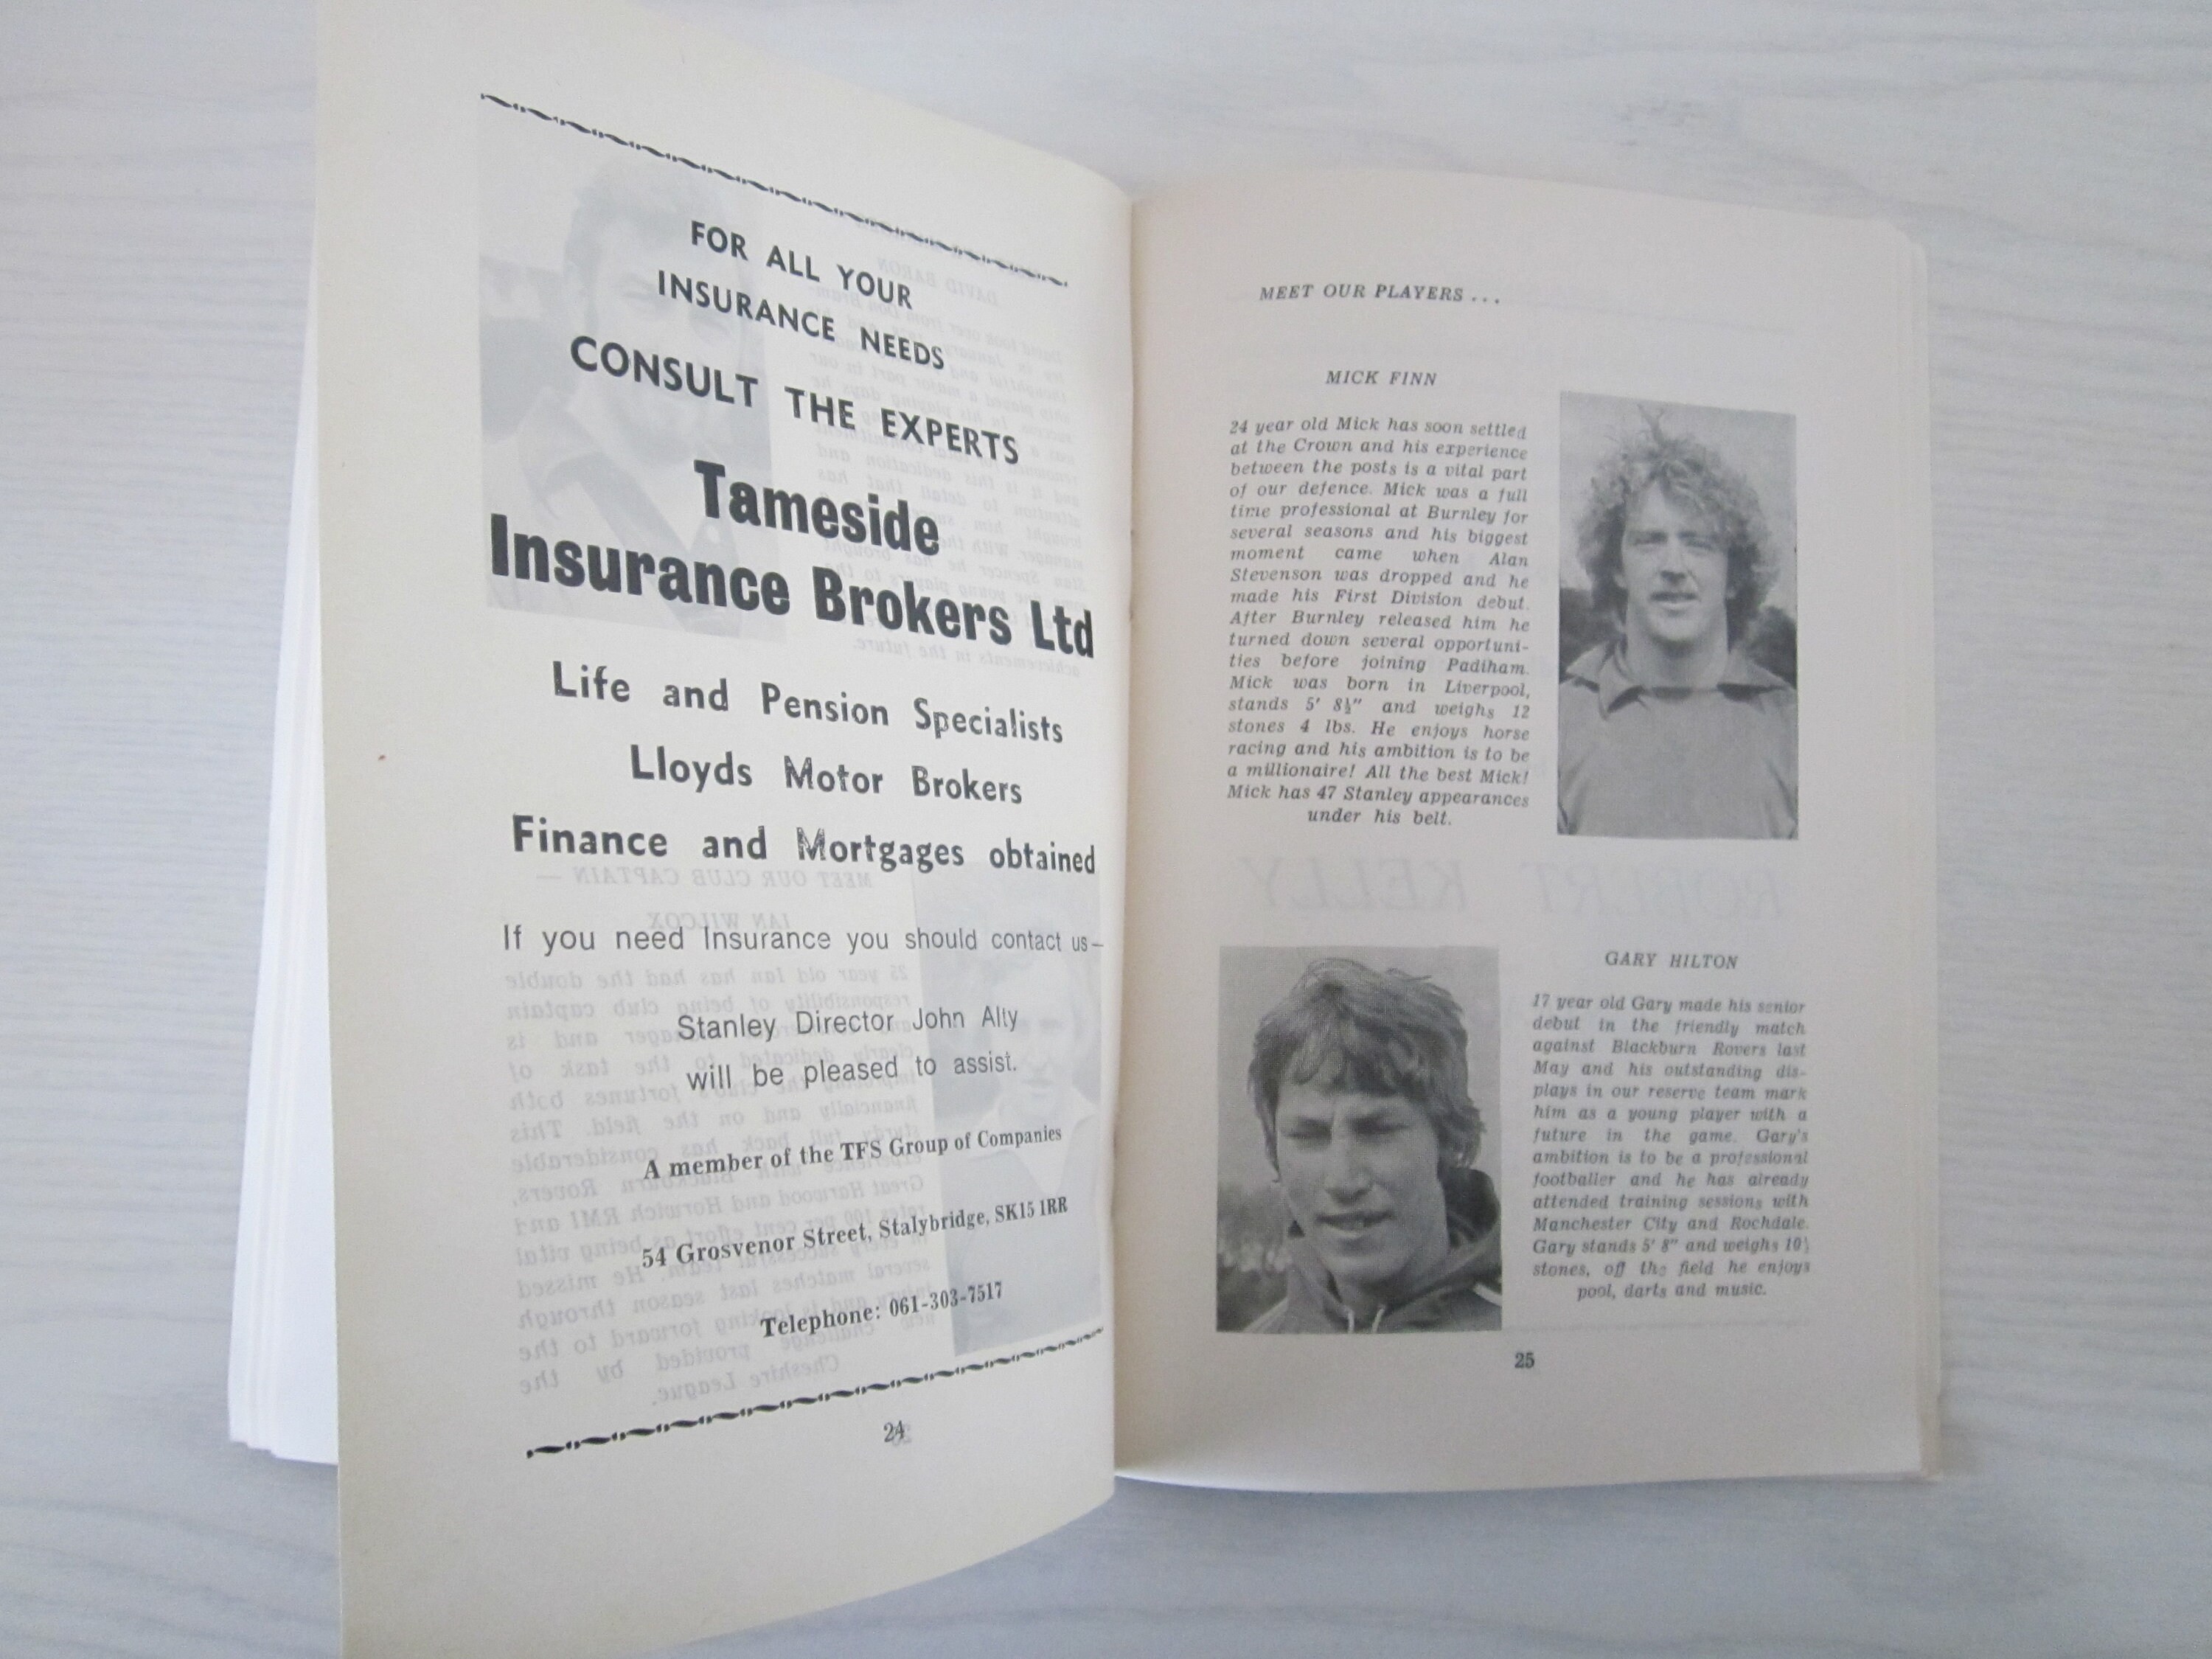 FOR ALL YOUR
INSURANCE NEEDS
CONSULT THE EXPERTS
Tameside
Insurance Brokers Ltd
Life and Pension Specialists
Lloyds Motor Brokers
Finance and Mortgages obtained
If you need Insurance you should contact us—
Stanley Director John Alty
will be pleased to assist.
A member of the TFS Group of Companies
54 Grosvenor Street, Stalybridge, SK15 1RR
Telephone: 061-303-7517
24
MEET OUR PLAYERS ...
MICK FINN
24 year old Mick has soon settled
at the Crown and his experience
between the posts is a vital part
of our defence. Mick was a full
time professional at Burnley for
several seasons and his biggest
moment came when Alan
Stevenson was dropped and he
made his First Division debut.
After Burnley released him he
turned down several opportuni-
ties before joining Padiham.
Mick was born in Liverpool,
stands 5' 8½" and weighs 12
stones 4 lbs. He enjoys horse
racing and his ambition is to be
a millionaire! All the best Mick!
Mick has 47 Stanley appearances
under his belt.
GARY HILTON
17 year old Gary made his senior
debut in the friendly match
against Blackburn Rovers last
May and his outstanding dis-
plays in our reserve team mark
him as a young player with a
future in the game. Gary's
ambition is to be a professional
footballer and he has already
attended training sessions with
Manchester City and Rochdale.
Gary stands 5' 8" and weighs 10½
stones, off the field he enjoys
pool, darts and music.
25